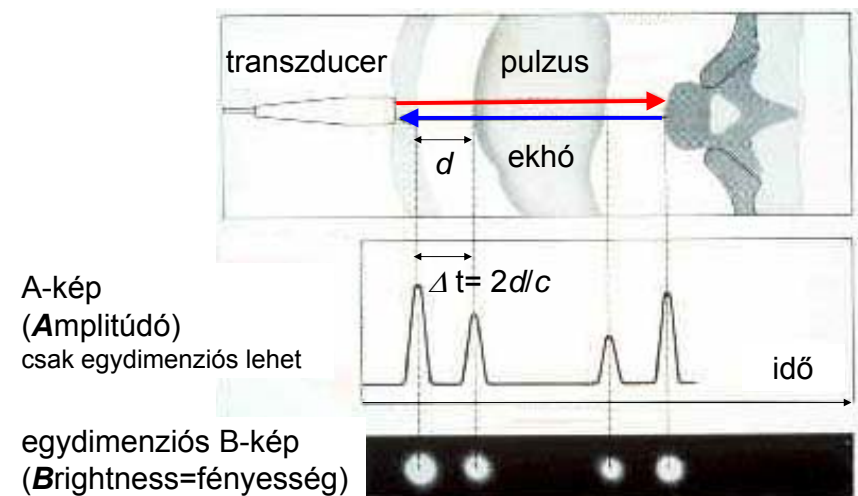 transzducer
pulzus
d
ekhó
Δ t= 2d/c
A-kép
(Amplitúdó)
csak egydimenziós lehet
idő
egydimenziós B-kép
(Brightness=fényesség)